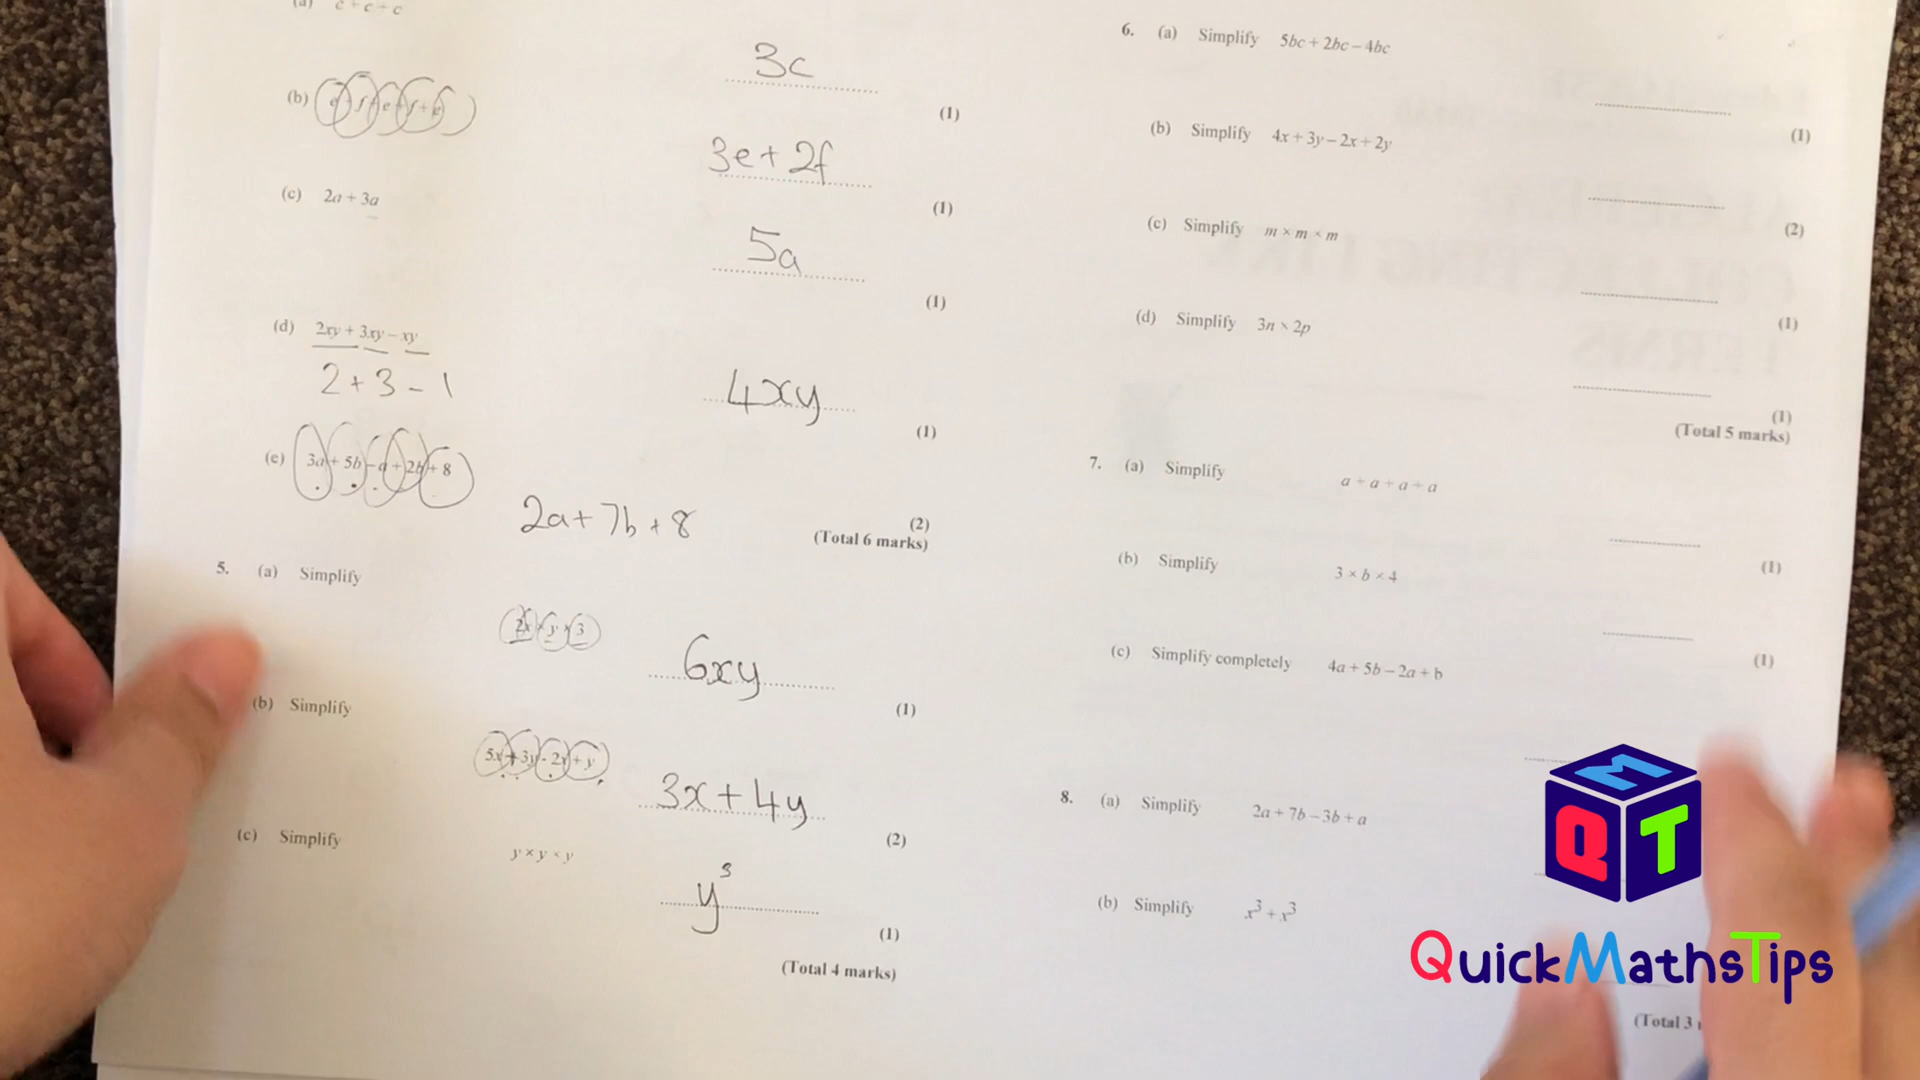 (a) c + c + c
3c
(1)
(b) e + f + e + f + e
3e + 2f
(1)
(c) 2a + 3a
5a
(1)
(d) 2xy + 3xy – xy
2 + 3 – 1
4xy
(1)
(e) 3a + 5b – a + 2b + 8
2a + 7b + 8
(2)
(Total 6 marks)
5. (a) Simplify
2x × y × 3
6xy
(1)
(b) Simplify
5x + 3y - 2x + y
3x + 4y
(2)
(c) Simplify
y × y × y
y³
(1)
(Total 4 marks)
6. (a) Simplify 5bc + 2bc – 4bc
(1)
(b) Simplify 4x + 3y – 2x + 2y
(2)
(c) Simplify m × m × m
(1)
(d) Simplify 3n × 2p
(1)
(Total 5 marks)
7. (a) Simplify a + a + a + a
(1)
(b) Simplify 3 × b × 4
(1)
(c) Simplify completely 4a + 5b – 2a + b
8. (a) Simplify 2a + 7b – 3b + a
(b) Simplify x³ + x³
(Total 3
M
Q T
QuickMathsTips